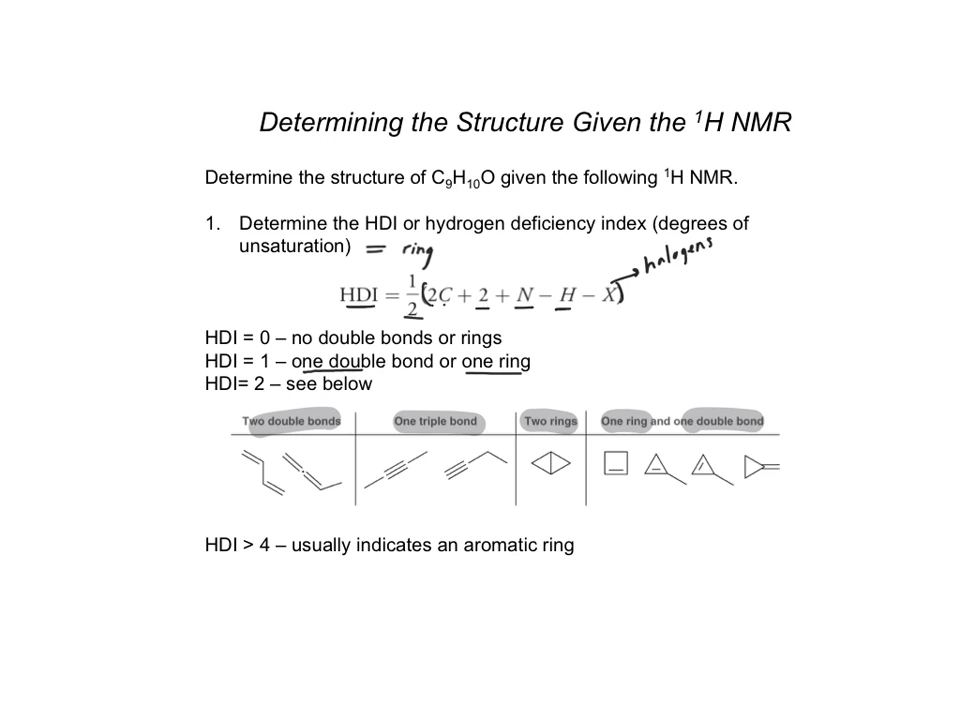 Determining the Structure Given the ¹H NMR
Determine the structure of C₉H₁₀O given the following ¹H NMR.
1. Determine the HDI or hydrogen deficiency index (degrees of
unsaturation) = ring
halogens
HDI = 1/2 (2C + 2 + N − H − X)
HDI = 0 – no double bonds or rings
HDI = 1 – one double bond or one ring
HDI= 2 – see below
Two double bonds One triple bond Two rings One ring and one double bond
HDI > 4 – usually indicates an aromatic ring